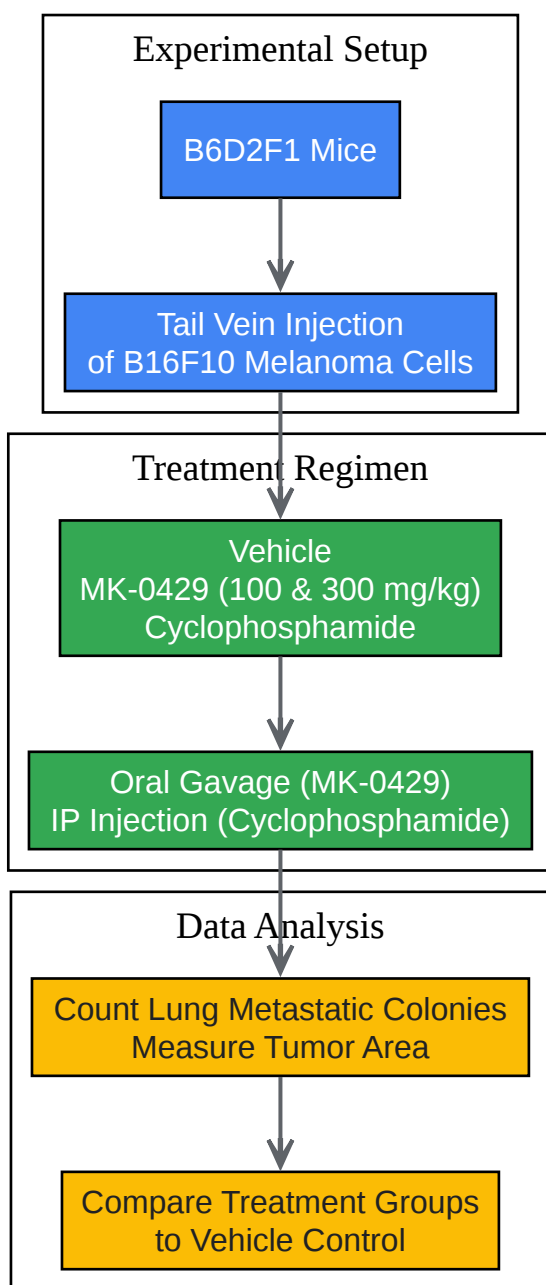 Experimental Setup
B6D2F1 Mice
Tail Vein Injection
of B16F10 Melanoma Cells
Treatment Regimen
Vehicle
MK-0429 (100 & 300 mg/kg)
Cyclophosphamide
Oral Gavage (MK-0429)
IP Injection (Cyclophosphamide)
Data Analysis
Count Lung Metastatic Colonies
Measure Tumor Area
Compare Treatment Groups
to Vehicle Control